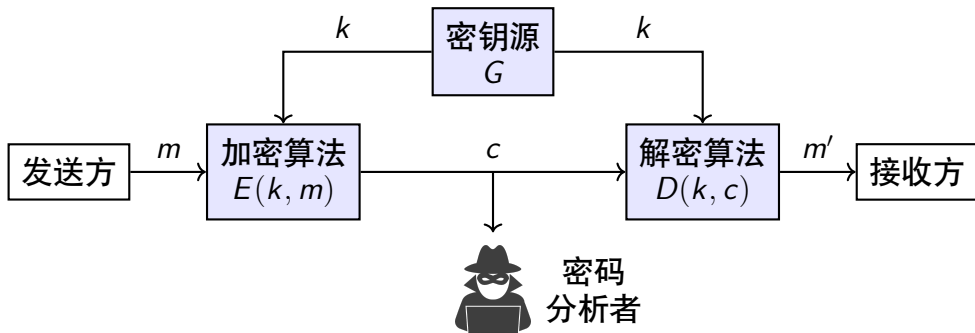 k
密钥源
G
k
发送方
m
加密算法
E(k, m)
c
解密算法
D(k, c)
m′
接收方
密码
分析者